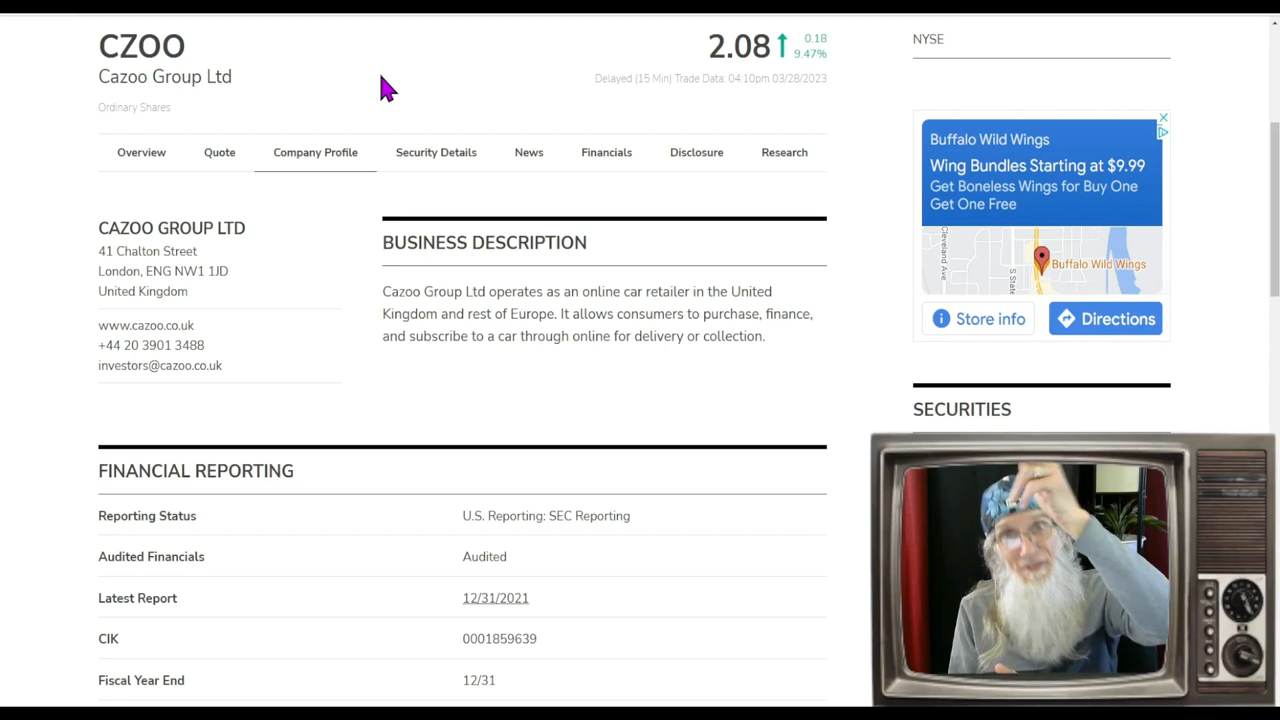 CZOO
Cazoo Group Ltd
Ordinary Shares
2.08
0.18
9.47%
Delayed (15 Min) Trade Data: 04:10pm 03/28/2023
NYSE
Overview
Quote
Company Profile
Security Details
News
Financials
Disclosure
Research
CAZOO GROUP LTD
41 Chalton Street
London, ENG NW1 1JD
United Kingdom
www.cazoo.co.uk
+44 20 3901 3488
investors@cazoo.co.uk
BUSINESS DESCRIPTION
Cazoo Group Ltd operates as an online car retailer in the United
Kingdom and rest of Europe. It allows consumers to purchase, finance,
and subscribe to a car through online for delivery or collection.
Buffalo Wild Wings
Wing Bundles Starting at $9.99
Get Boneless Wings for Buy One
Get One Free
Cleveland Ave
S State
Buffalo Wild Wings
Store info
Directions
SECURITIES
FINANCIAL REPORTING
Reporting Status
U.S. Reporting: SEC Reporting
Audited Financials
Audited
Latest Report
12/31/2021
CIK
0001859639
Fiscal Year End
12/31